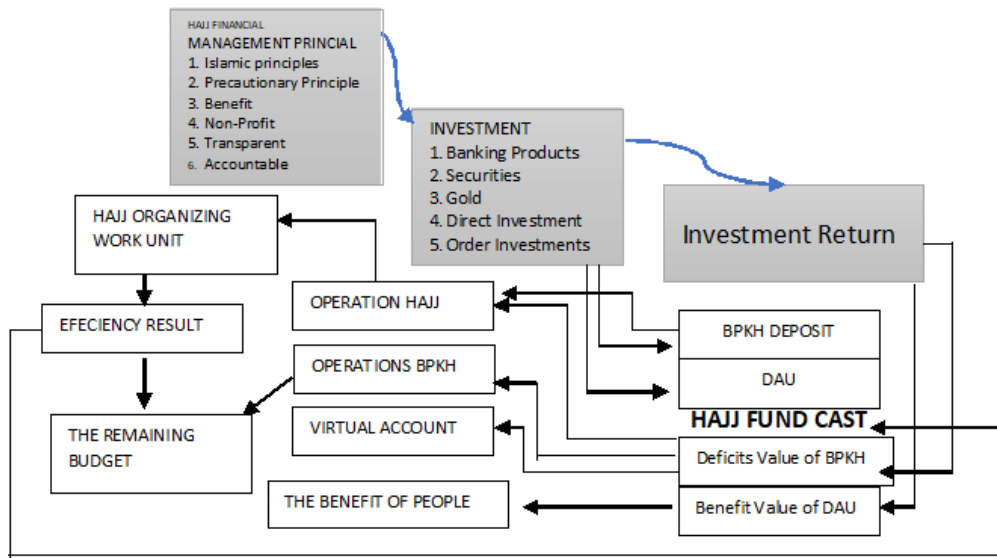 HAJJ FINANCIAL
MANAGEMENT PRINCIAL
1. Islamic principles
2. Precautionary Principle
3. Benefit
4. Non-Profit
5. Transparent
6. Accountable
INVESTMENT
1. Banking Products
2. Securities
3. Gold
4. Direct Investment
5. Order Investments
Investment Return
HAJJ ORGANIZING
WORK UNIT
OPERATION HAJJ
EFECIENCY RESULT
BPKH DEPOSIT
OPERATIONS BPKH
DAU
HAJJ FUND CAST
VIRTUAL ACCOUNT
THE REMAINING
BUDGET
Deficits Value of BPKH
THE BENEFIT OF PEOPLE
Benefit Value of DAU